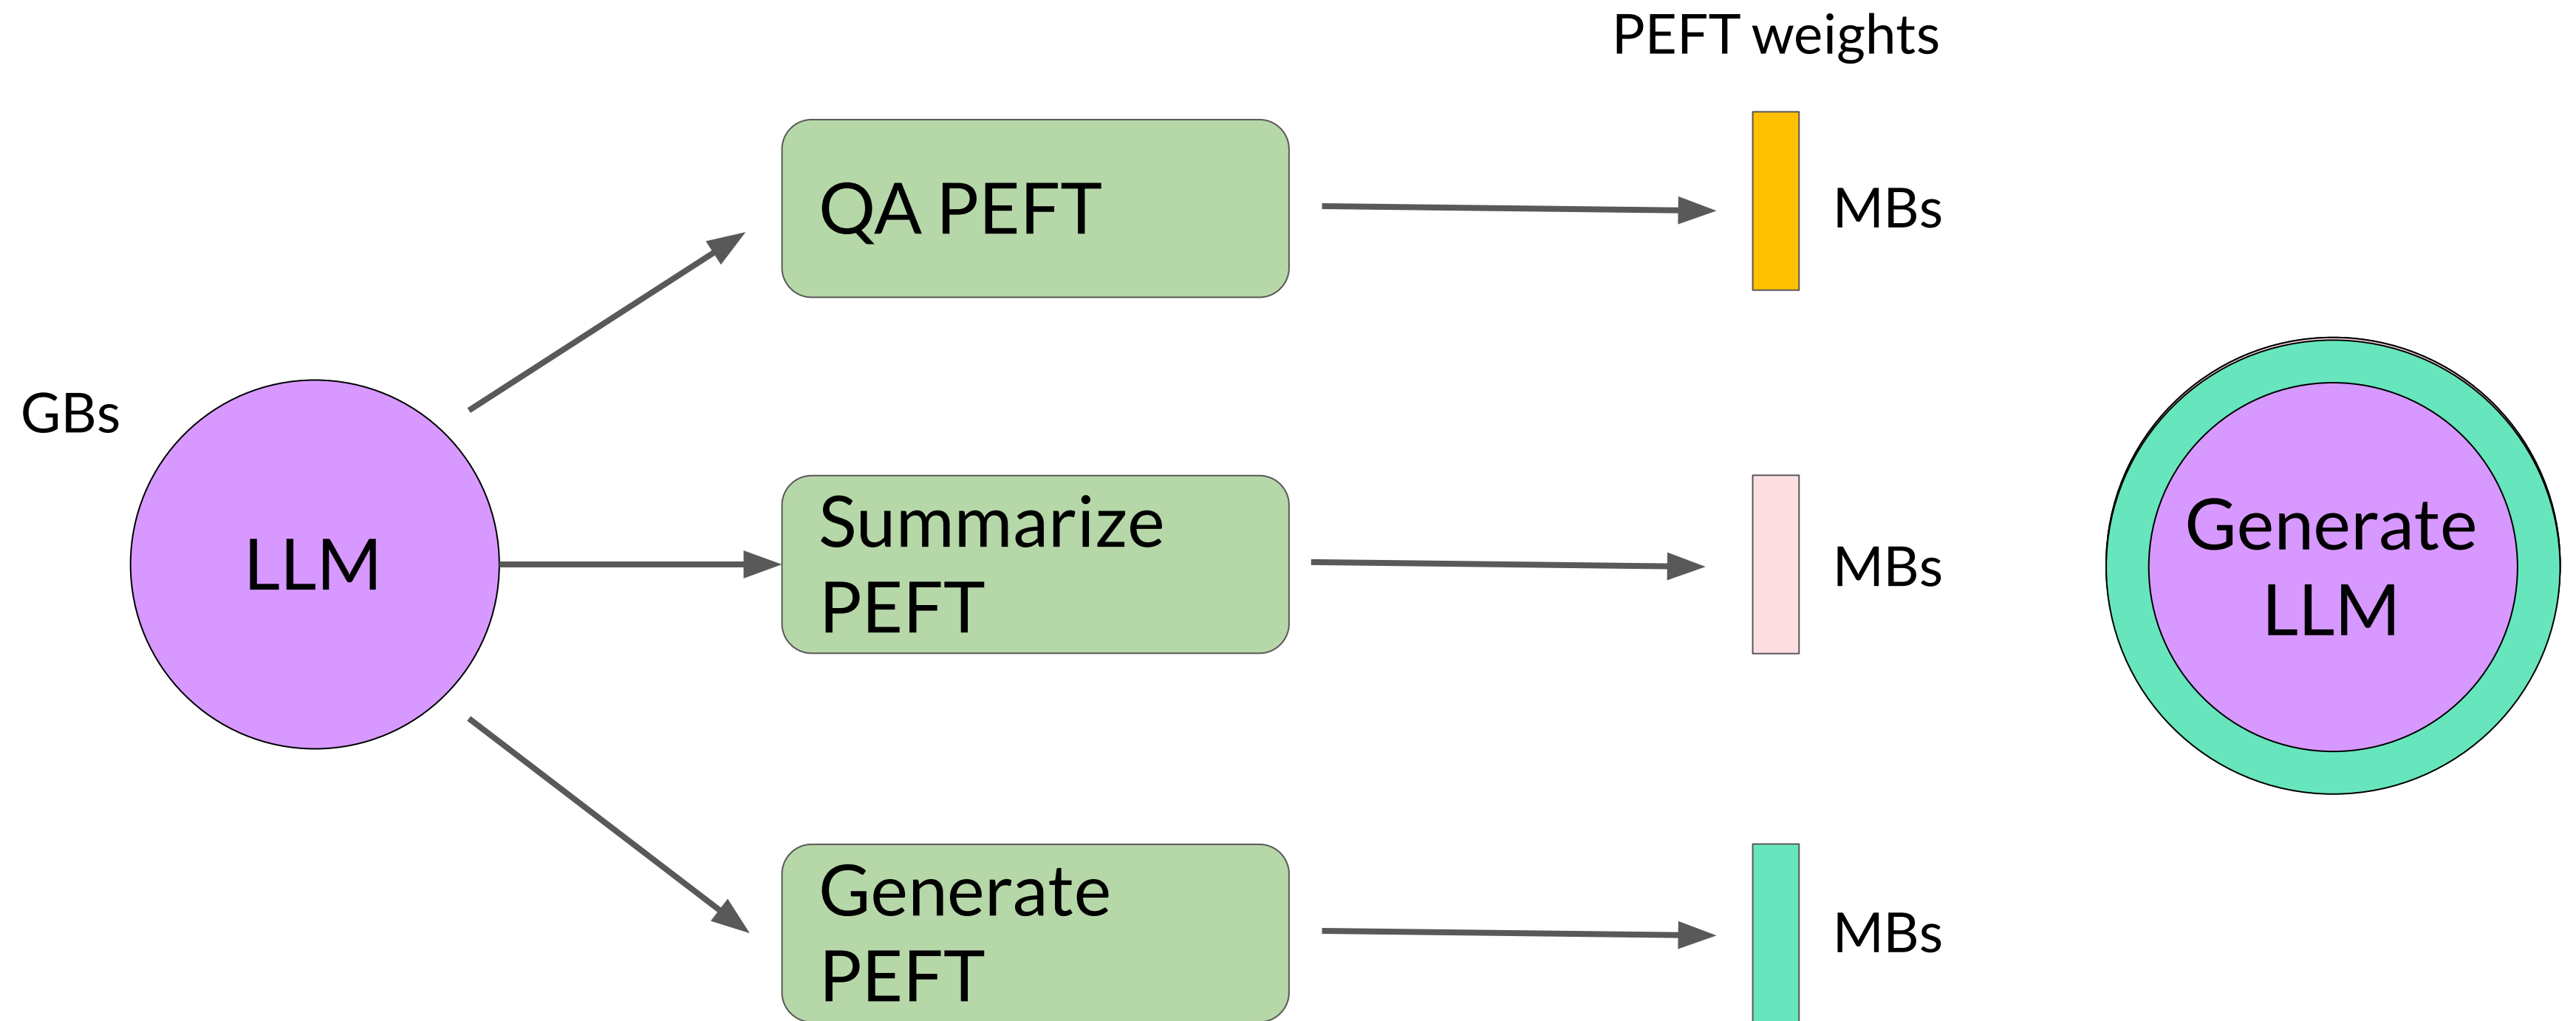 PEFT weights
QA PEFT
MBs
GBs
LLM
Summarize
PEFT
MBs
Generate
LLM
Generate
PEFT
MBs